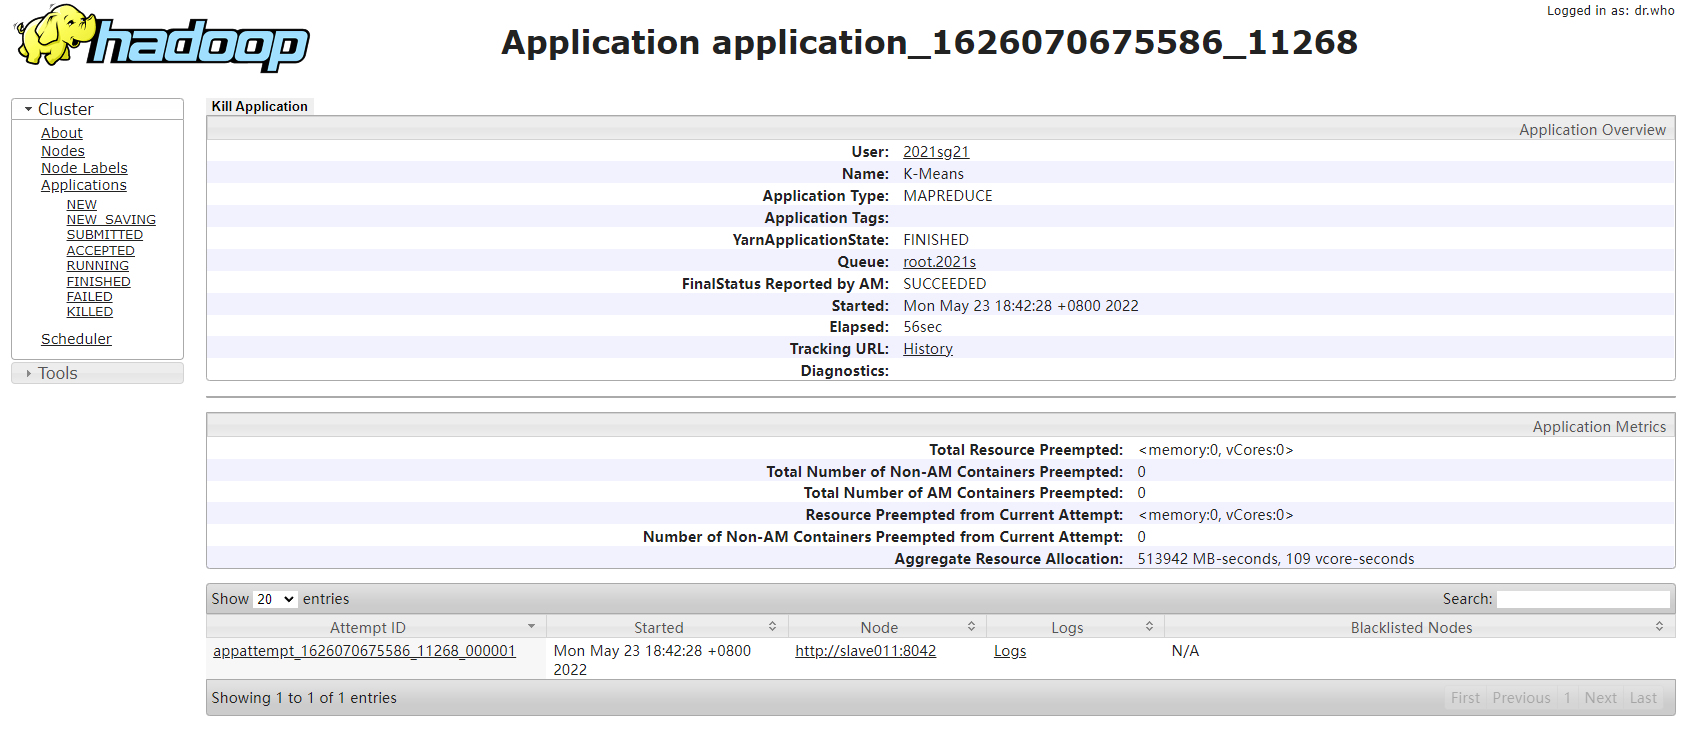 Logged in as: dr.who
hadoop
Application application_1626070675586_11268
Cluster
About
Nodes
Node Labels
Applications
NEW
NEW_SAVING
SUBMITTED
ACCEPTED
RUNNING
FINISHED
FAILED
KILLED
Scheduler
Tools
Kill Application
Application Overview
User: 2021sg21
Name: K-Means
Application Type: MAPREDUCE
Application Tags:
YarnApplicationState: FINISHED
Queue: root.2021s
FinalStatus Reported by AM: SUCCEEDED
Started: Mon May 23 18:42:28 +0800 2022
Elapsed: 56sec
Tracking URL: History
Diagnostics:
Application Metrics
Total Resource Preempted: <memory:0, vCores:0>
Total Number of Non-AM Containers Preempted: 0
Total Number of AM Containers Preempted: 0
Resource Preempted from Current Attempt: <memory:0, vCores:0>
Number of Non-AM Containers Preempted from Current Attempt: 0
Aggregate Resource Allocation: 513942 MB-seconds, 109 vcore-seconds
Show 20 entries Search:
Attempt ID Started Node Logs Blacklisted Nodes
appattempt_1626070675586_11268_000001 Mon May 23 18:42:28 +0800 http://slave011:8042 Logs N/A
2022
Showing 1 to 1 of 1 entries First Previous 1 Next Last